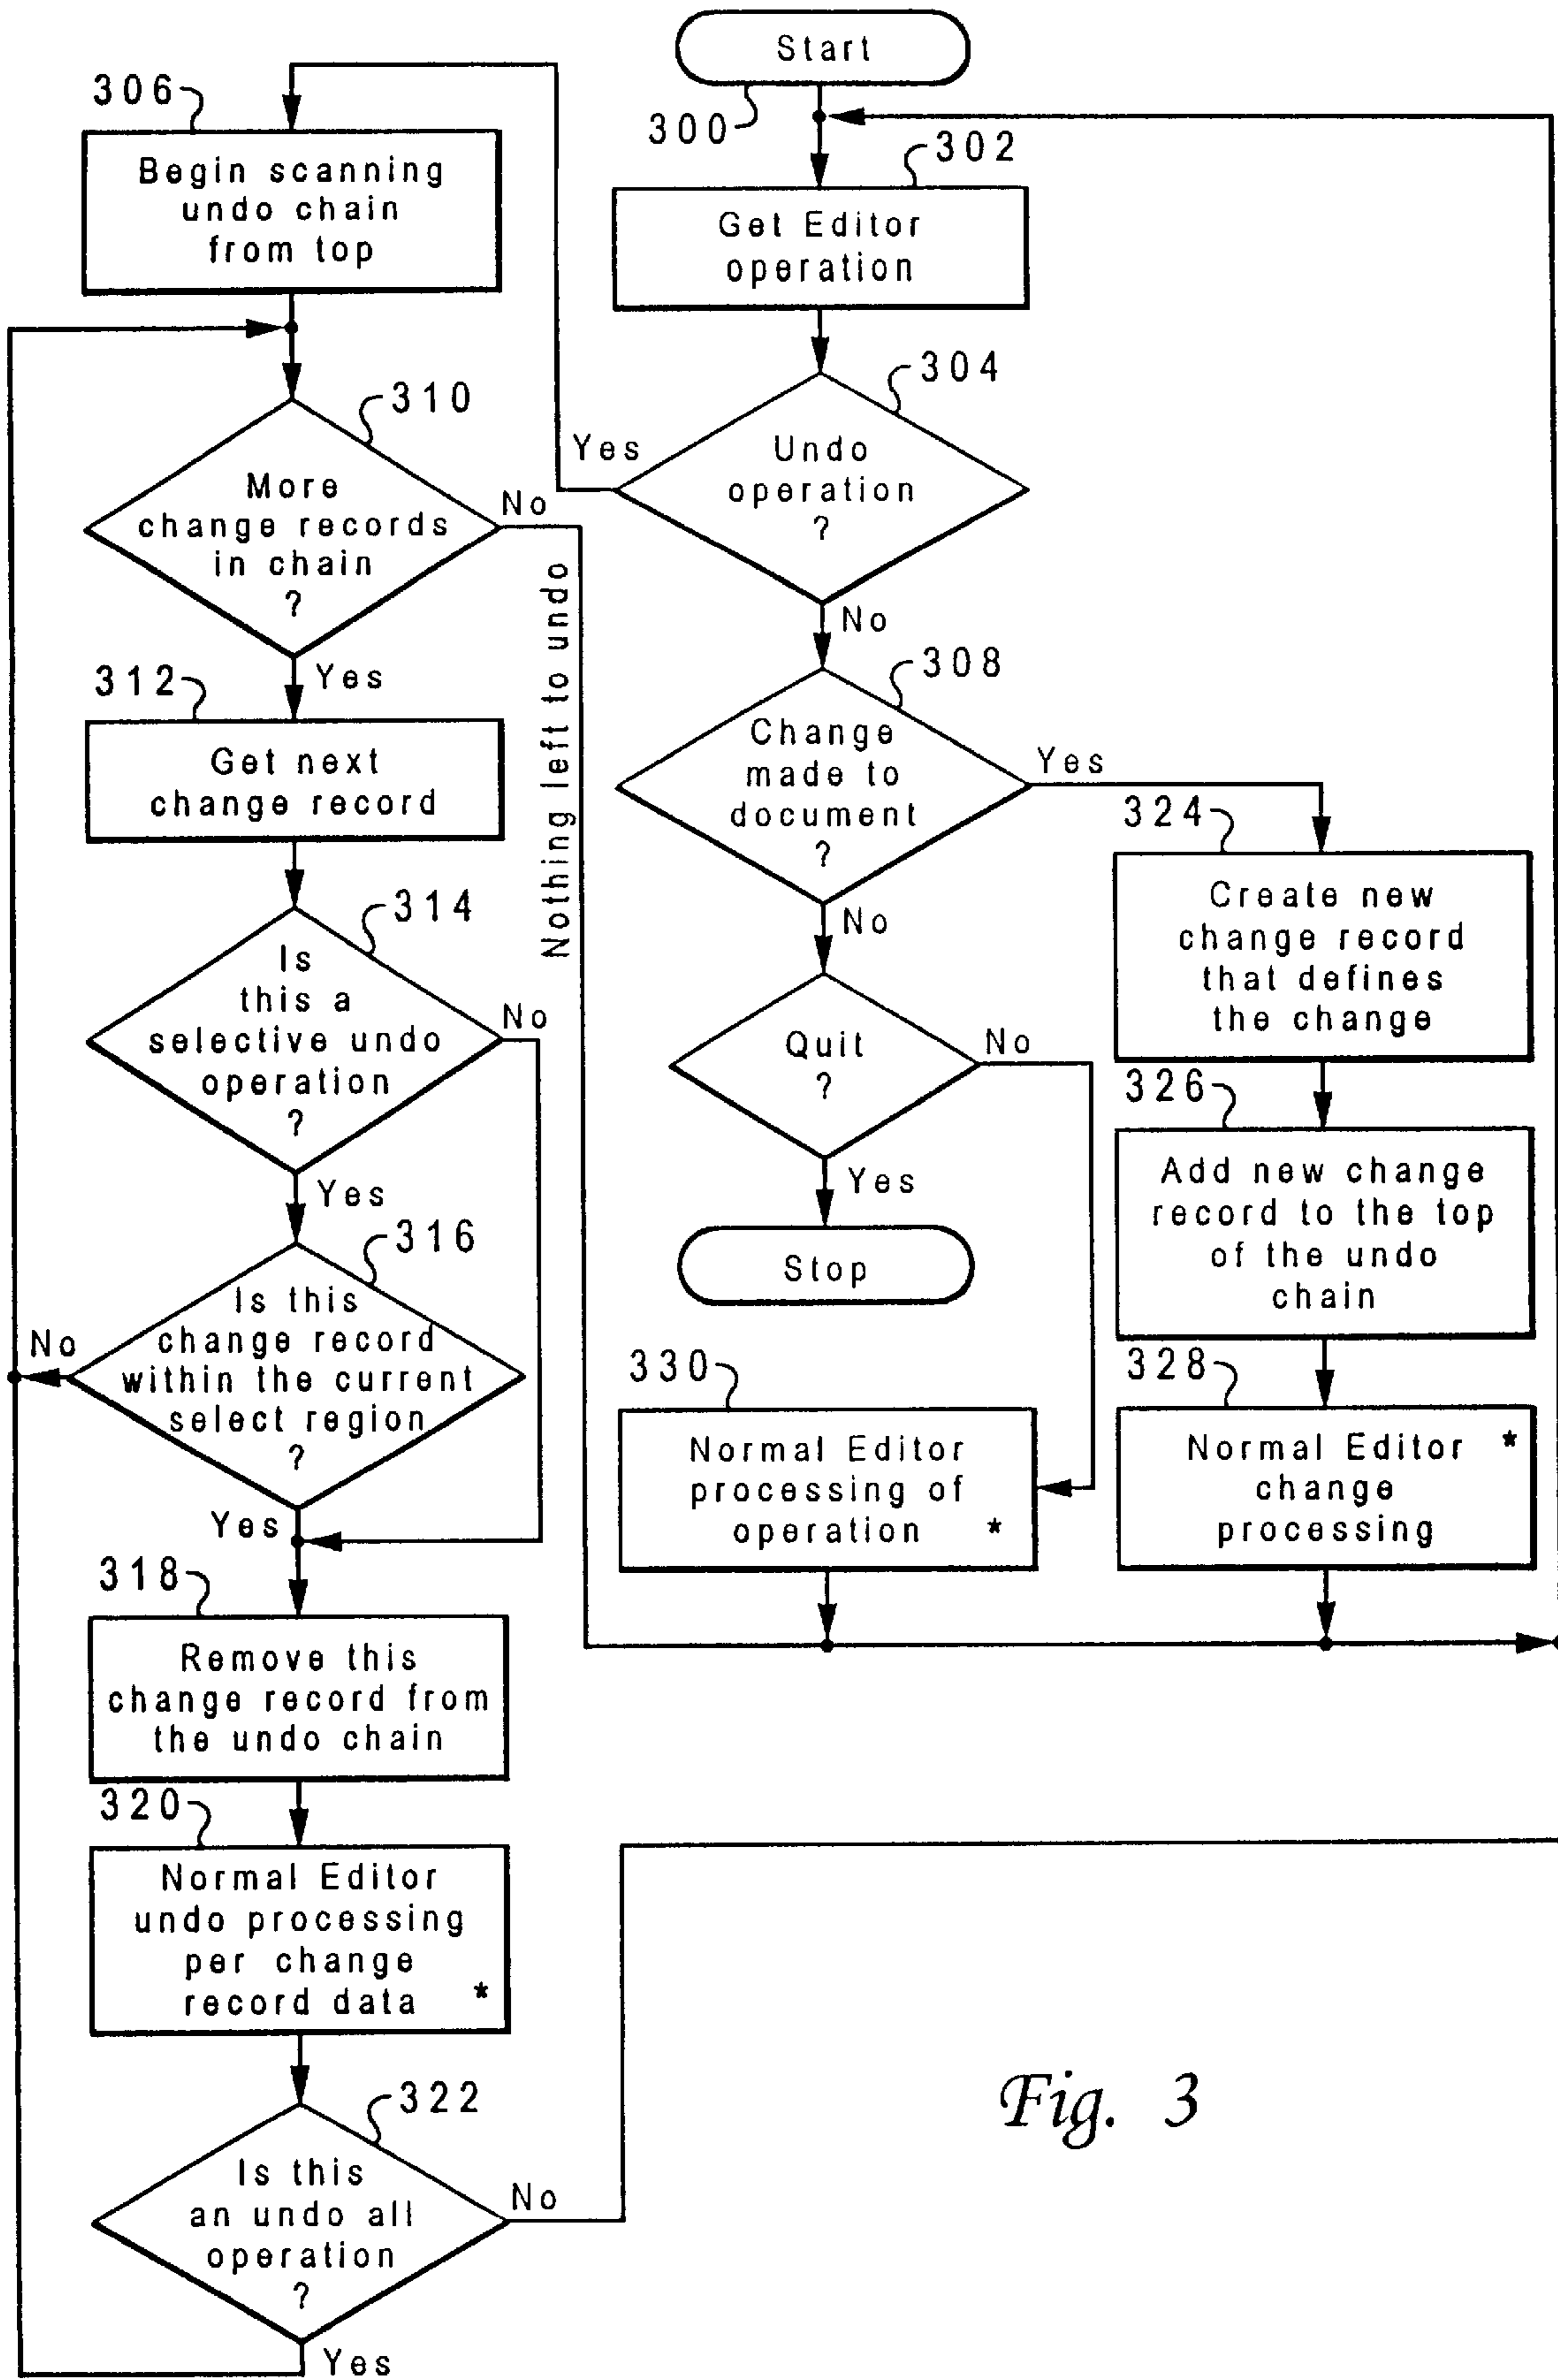 Start
300
302
Get Editor
operation
304
Undo
operation
?
Yes
No
306
Begin scanning
undo chain
from top
310
More
change records
in chain
?
No
Nothing left to undo
Yes
312
Get next
change record
314
Is
this a
selective undo
operation
?
No
Yes
316
Is this
change record
within the current
select region
?
No
Yes
318
Remove this
change record from
the undo chain
320
Normal Editor
undo processing
per change
record data *
322
Is this
an undo all
operation
?
No
Yes
308
Change
made to
document
?
Yes
No
Quit
?
No
Yes
Stop
330
Normal Editor
processing of
operation *
324
Create new
change record
that defines
the change
326
Add new change
record to the top
of the undo
chain
328
Normal Editor *
change
processing
Fig. 3